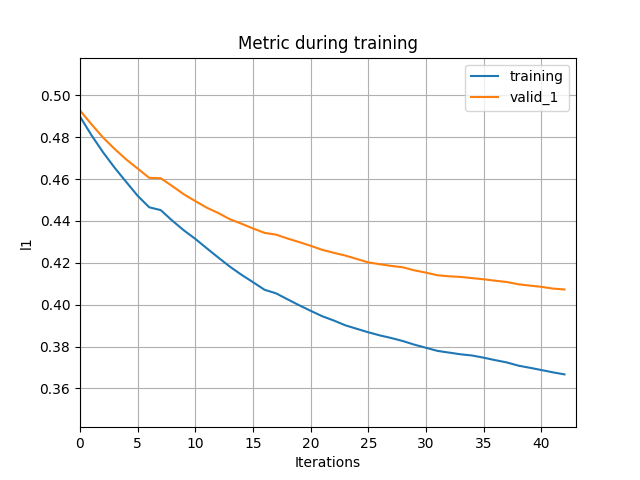 Metric during training
training
valid_1
0.50
0.48
0.46
0.44
0.42
0.40
0.38
0.36
l1
0 5 10 15 20 25 30 35 40
Iterations